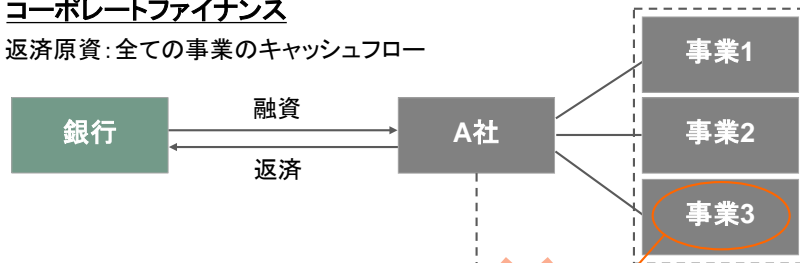 コーポレートファイナンス
返済原資：全ての事業のキャッシュフロー
銀行
融資
返済
A社
事業1
事業2
事業3